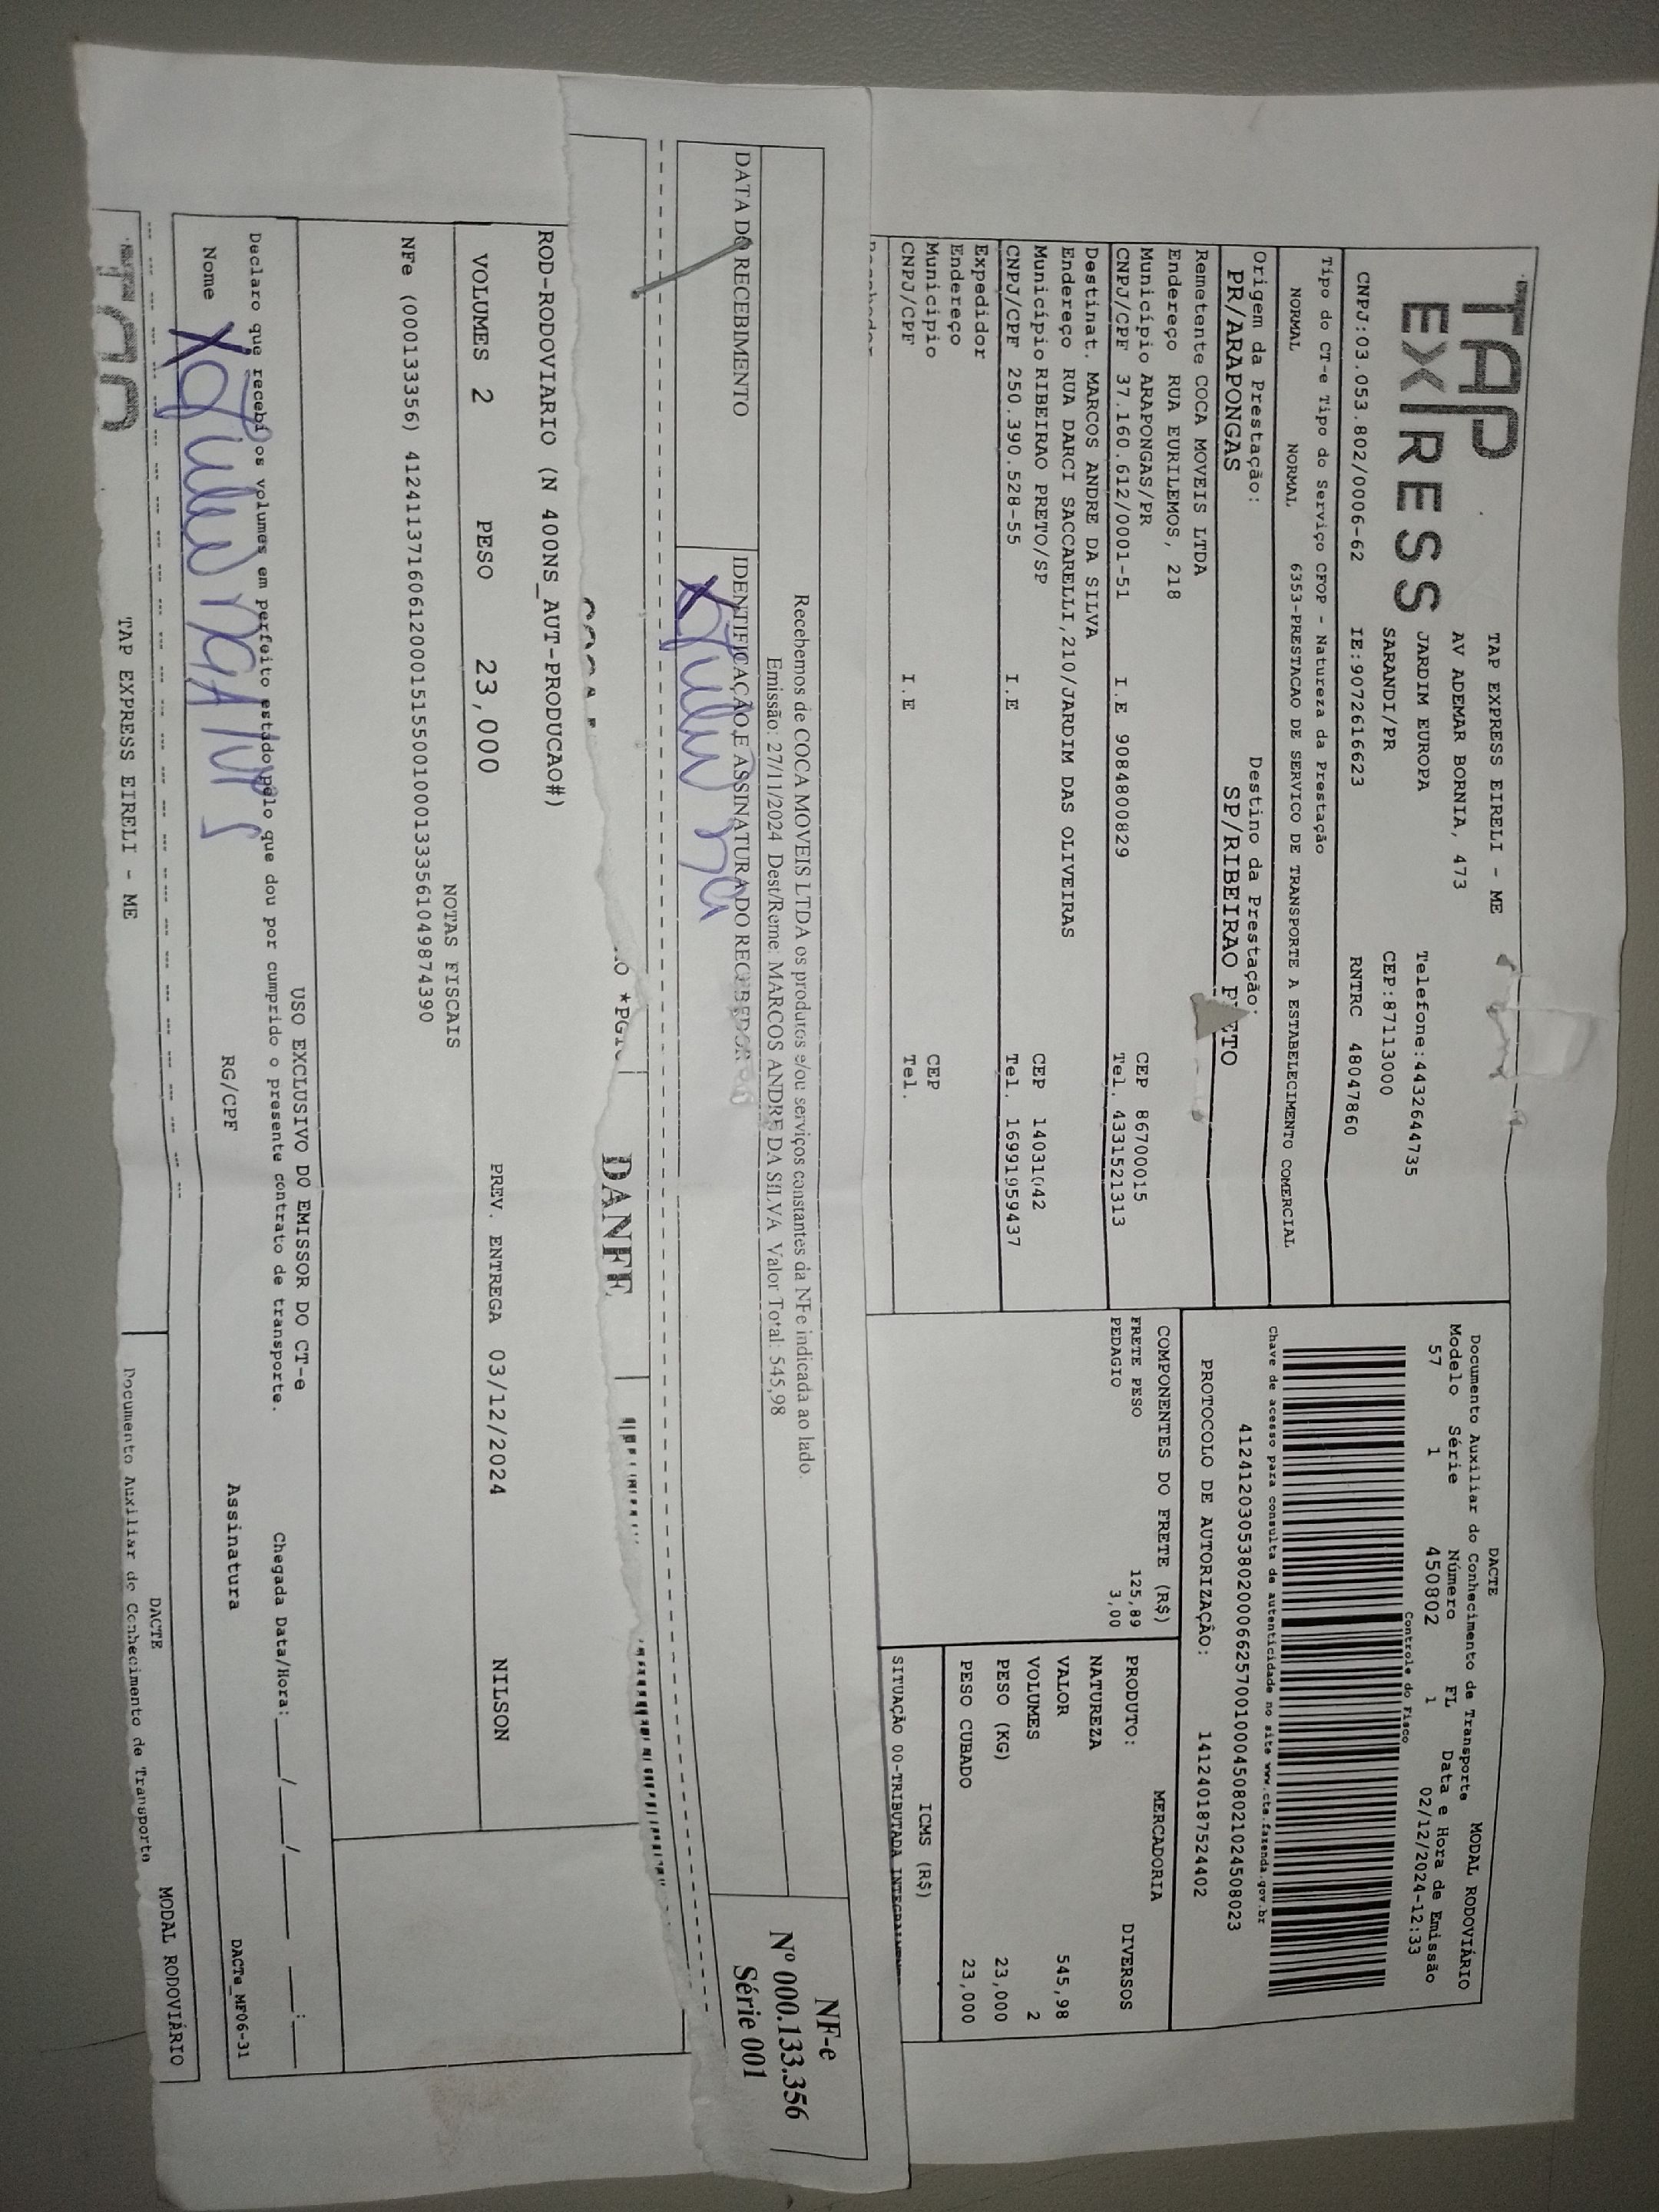 TAP EXPRESS
TAP EXPRESS EIRELI - ME
AV ADEMAR BORNIA, 473
JARDIM EUROPA Telefone:4432644735
SARANDI/PR CEP:87113000
CNPJ:03.053.802/0006-62 IE:9072616623 RNTRC 48047860
Tipo do CT-e Tipo do Serviço CFOP - Natureza da Prestação
NORMAL NORMAL 6353-PRESTACAO DE SERVICO DE TRANSPORTE A ESTABELECIMENTO COMERCIAL
Origem da Prestação: Destino da Prestação:
PR/ARAPONGAS SP/RIBEIRAO
Remetente COCA MOVEIS LTDA
Endereço RUA EURILEMOS, 218
Município ARAPONGAS/PR CEP 86700015
CNPJ/CPF 37.160.612/0001-51 I.E 9084800829 Tel. 4331521313
Destinat. MARCOS ANDRE DA SILVA
Endereço RUA DARCI SACCARELLI,210/JARDIM DAS OLIVEIRAS
Município RIBEIRAO PRETO/SP CEP
CNPJ/CPF 250.390.528-55 I.E Tel. 16991959437
Expedidor
Endereço
Município CEP
CNPJ/CPF I.E Tel.
DACTE
Documento Auxiliar do Conhecimento de Transporte MODAL RODOVIÁRIO
Modelo Série Número FL Data e Hora de Emissão
57 1 450802 1 02/12/2024-12:33
Controle do Fisco
Chave de acesso para consulta de autenticidade no site www.cte.fazenda.gov.br
41241203053802000662570010004508021024508023
PROTOCOLO DE AUTORIZAÇÃO: 141240187524402
COMPONENTES DO FRETE (R$)
FRETE PESO 125,89
PEDAGIO 3,00
MERCADORIA
PRODUTO: DIVERSOS
NATUREZA
VALOR 545,98
VOLUMES 2
PESO (KG) 23,000
PESO CUBADO 23,000
ICMS (R$)
SITUAÇÃO 00-TRIBUTADA
Recebemos de COCA MOVEIS LTDA os produtos e/ou serviços constantes da NFe indicada ao lado.
Emissão: 27/11/2024 Dest/Reme: MARCOS ANDRE DA SILVA Valor Total: 545,98
DATA DO RECEBIMENTO IDENTIFICAÇÃO E ASSINATURA DO RECEBEDOR
NF-e
Nº 000.133.356
Série 001
DANFE
ROD-RODOVIARIO (N 400NS_AUT-PRODUCAO#)
VOLUMES 2 PESO 23,000 PREV. ENTREGA 03/12/2024 NILSON
NOTAS FISCAIS
NFe (000133356) 41241137160612000151550010001333561049874390
USO EXCLUSIVO DO EMISSOR DO CT-e
Declaro que recebi os volumes em perfeito estado pelo que dou por cumprido o presente contrato de transporte. Chegada Data/Hora:___/___/____ __:__
Nome RG/CPF Assinatura DACTe_MF06-31
TAP EXPRESS EIRELI - ME
DACTE
Documento Auxiliar do Conhecimento de Transporte MODAL RODOVIÁRIO